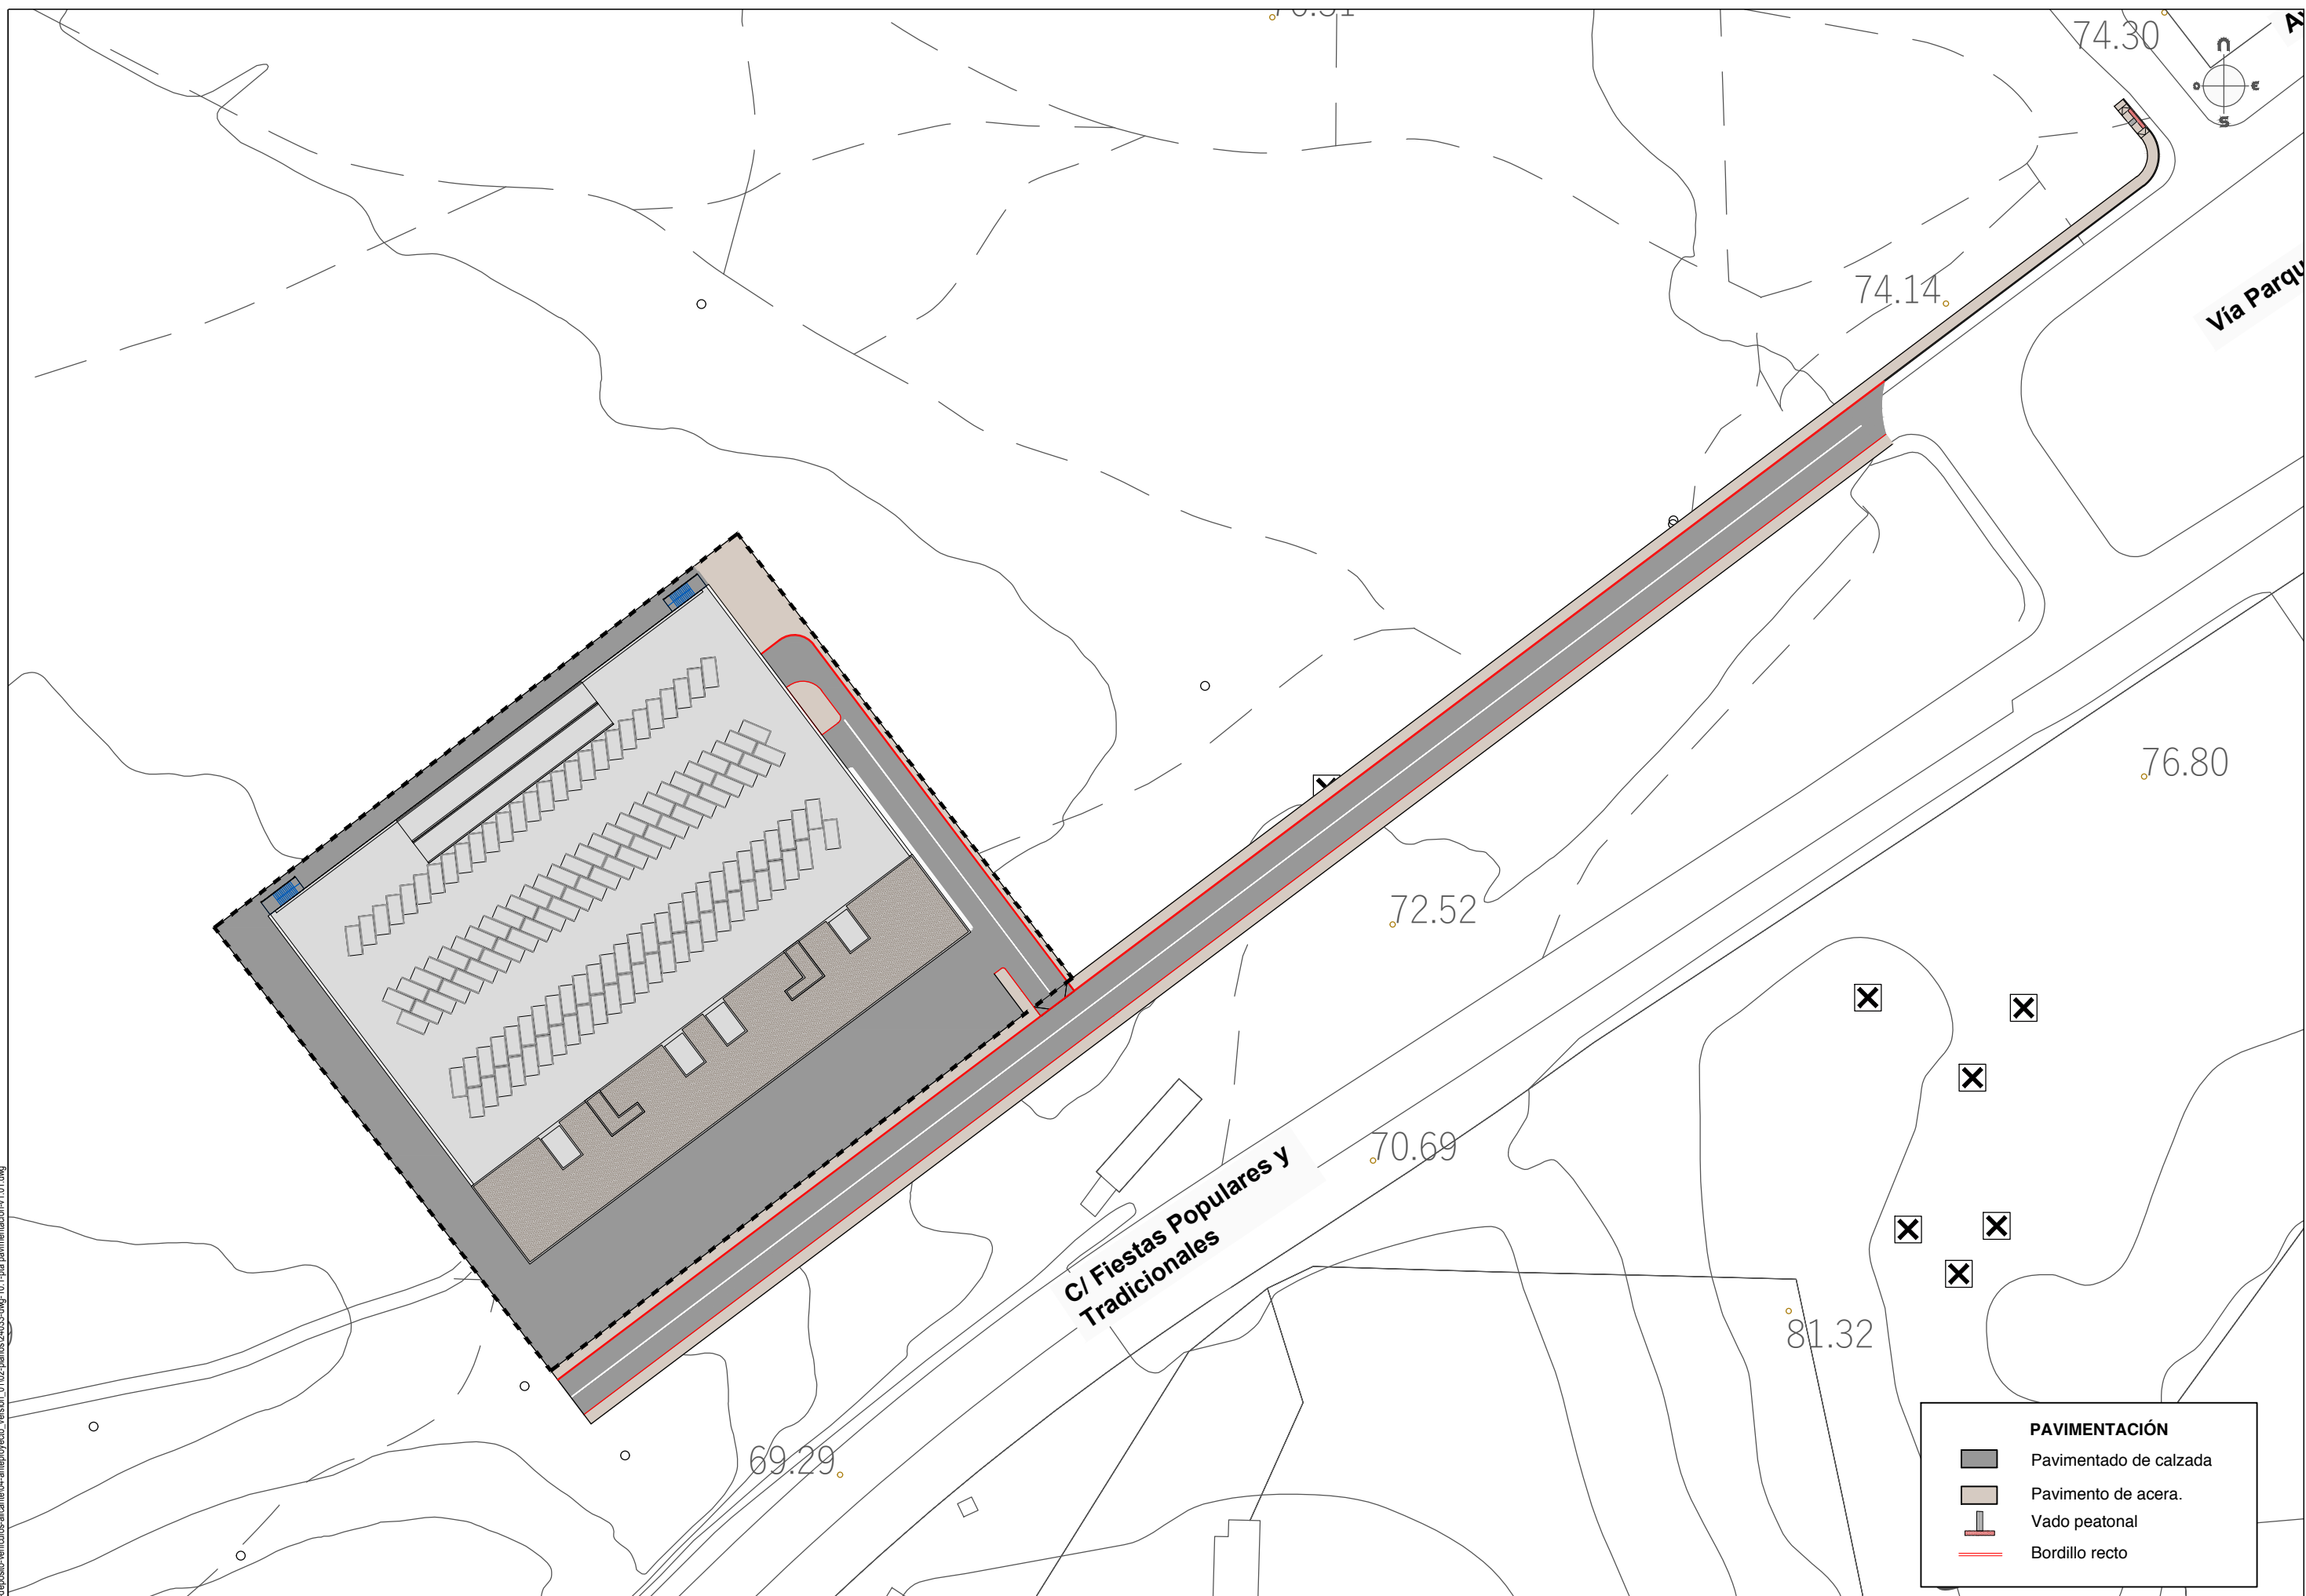 74.30
n
o
e
s
74.14
Vía Parqu
76.80
72.52
70.69
C/ Fiestas Populares y
Tradicionales
81.32
69.29
PAVIMENTACIÓN
Pavimentado de calzada
Pavimento de acera.
Vado peatonal
Bordillo recto